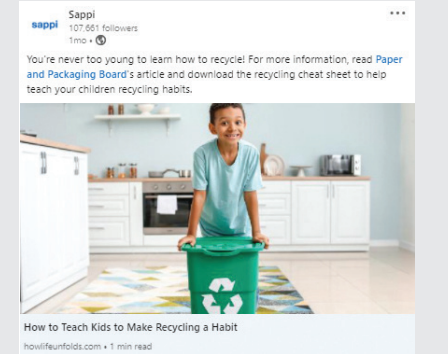 sappi
Sappi
107,661 followers
1mo •
You're never too young to learn how to recycle! For more information, read Paper
and Packaging Board's article and download the recycling cheat sheet to help
teach your children recycling habits.
How to Teach Kids to Make Recycling a Habit
howlifeunfolds.com • 1 min read